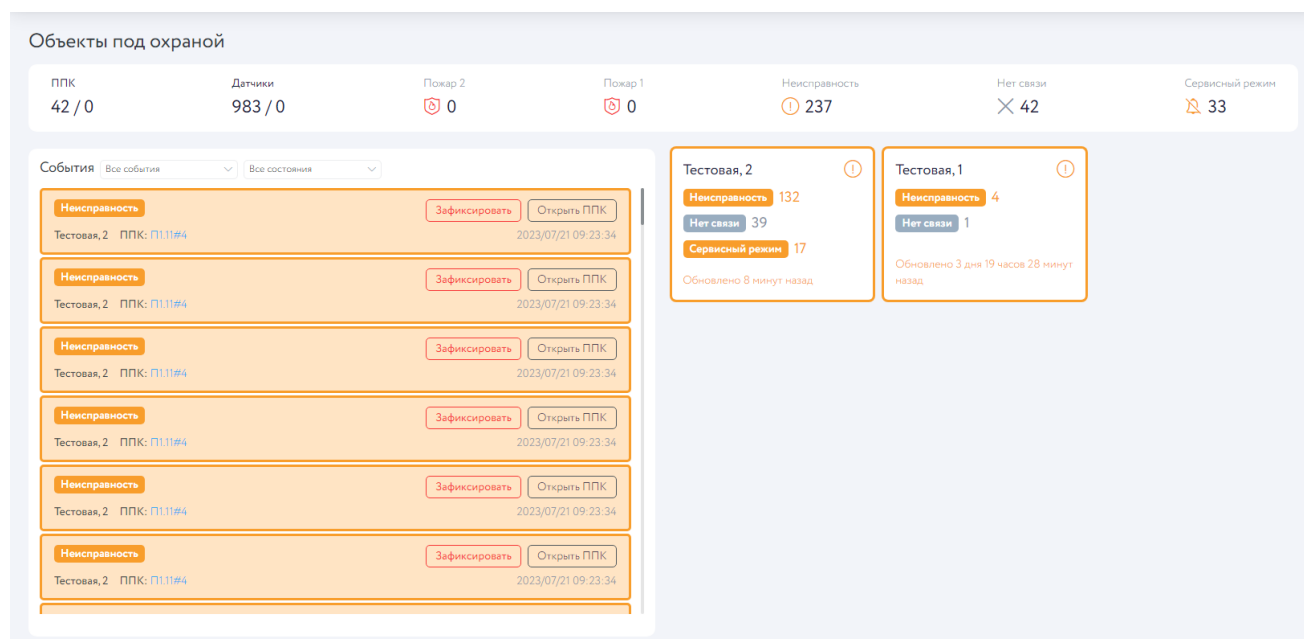 Объекты под охраной
ППК Датчики Пожар 2 Пожар 1 Неисправность Нет связи Сервисный режим
42 / 0 983 / 0 0 0 237 42 33
События Все события Все состояния
Неисправность Зафиксировать Открыть ППК
Тестовая, 2 ППК: П1.11#4 2023/07/21 09:23:34
Неисправность Зафиксировать Открыть ППК
Тестовая, 2 ППК: П1.11#4 2023/07/21 09:23:34
Неисправность Зафиксировать Открыть ППК
Тестовая, 2 ППК: П1.11#4 2023/07/21 09:23:34
Неисправность Зафиксировать Открыть ППК
Тестовая, 2 ППК: П1.11#4 2023/07/21 09:23:34
Неисправность Зафиксировать Открыть ППК
Тестовая, 2 ППК: П1.11#4 2023/07/21 09:23:34
Неисправность Зафиксировать Открыть ППК
Тестовая, 2 ППК: П1.11#4 2023/07/21 09:23:34
Тестовая, 2
Неисправность 132
Нет связи 39
Сервисный режим 17
Обновлено 8 минут назад
Тестовая, 1
Неисправность 4
Нет связи 1
Обновлено 3 дня 19 часов 28 минут
назад